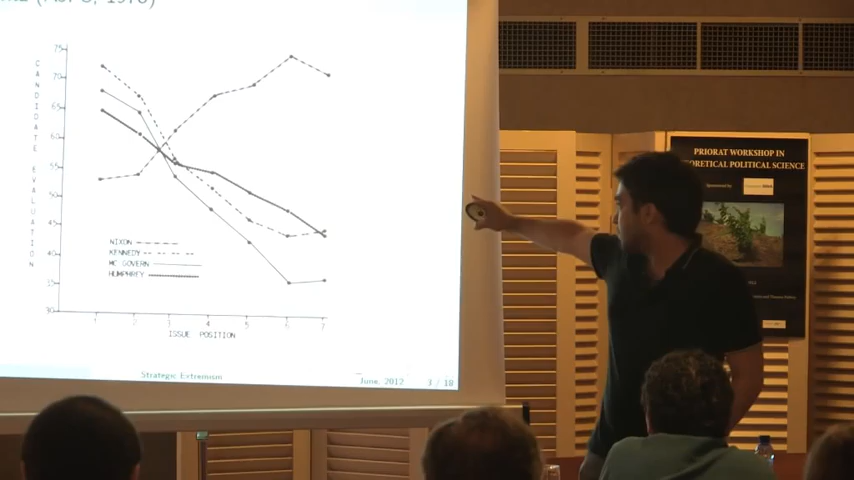 75
70
65
60
55
50
45
40
35
30
CANDIDATE EVALUATION
NIXON
KENNEDY
MC GOVERN
HUMPHREY
1 2 3 4 5 6 7
ISSUE POSITION
Strategic Extremism
June, 2012
3 / 18
PRIORAT WORKSHOP IN
THEORETICAL POLITICAL SCIENCE
Sponsored by